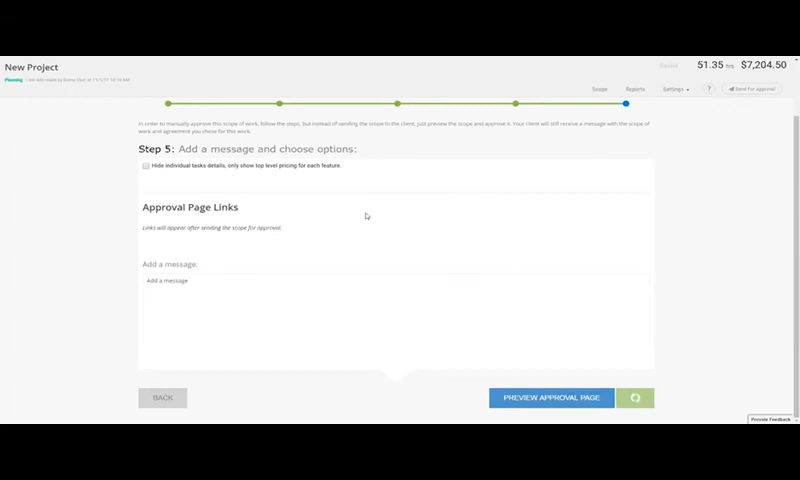 New Project
51.35 hrs $7,204.50
Planning
Scope Reports Settings ? Send for approval
In order to manually approve this scope of work, follow the steps, but instead of sending the scope to the client, just preview the scope and approve it. Your client will still receive a message with the scope of
work and agreement you chose for this work.
Step 5: Add a message and choose options:
Hide individual tasks details, only show top level pricing for each feature.
Approval Page Links
Links will appear after sending the scope for approval.
Add a message:
Add a message
BACK
PREVIEW APPROVAL PAGE
Provide Feedback